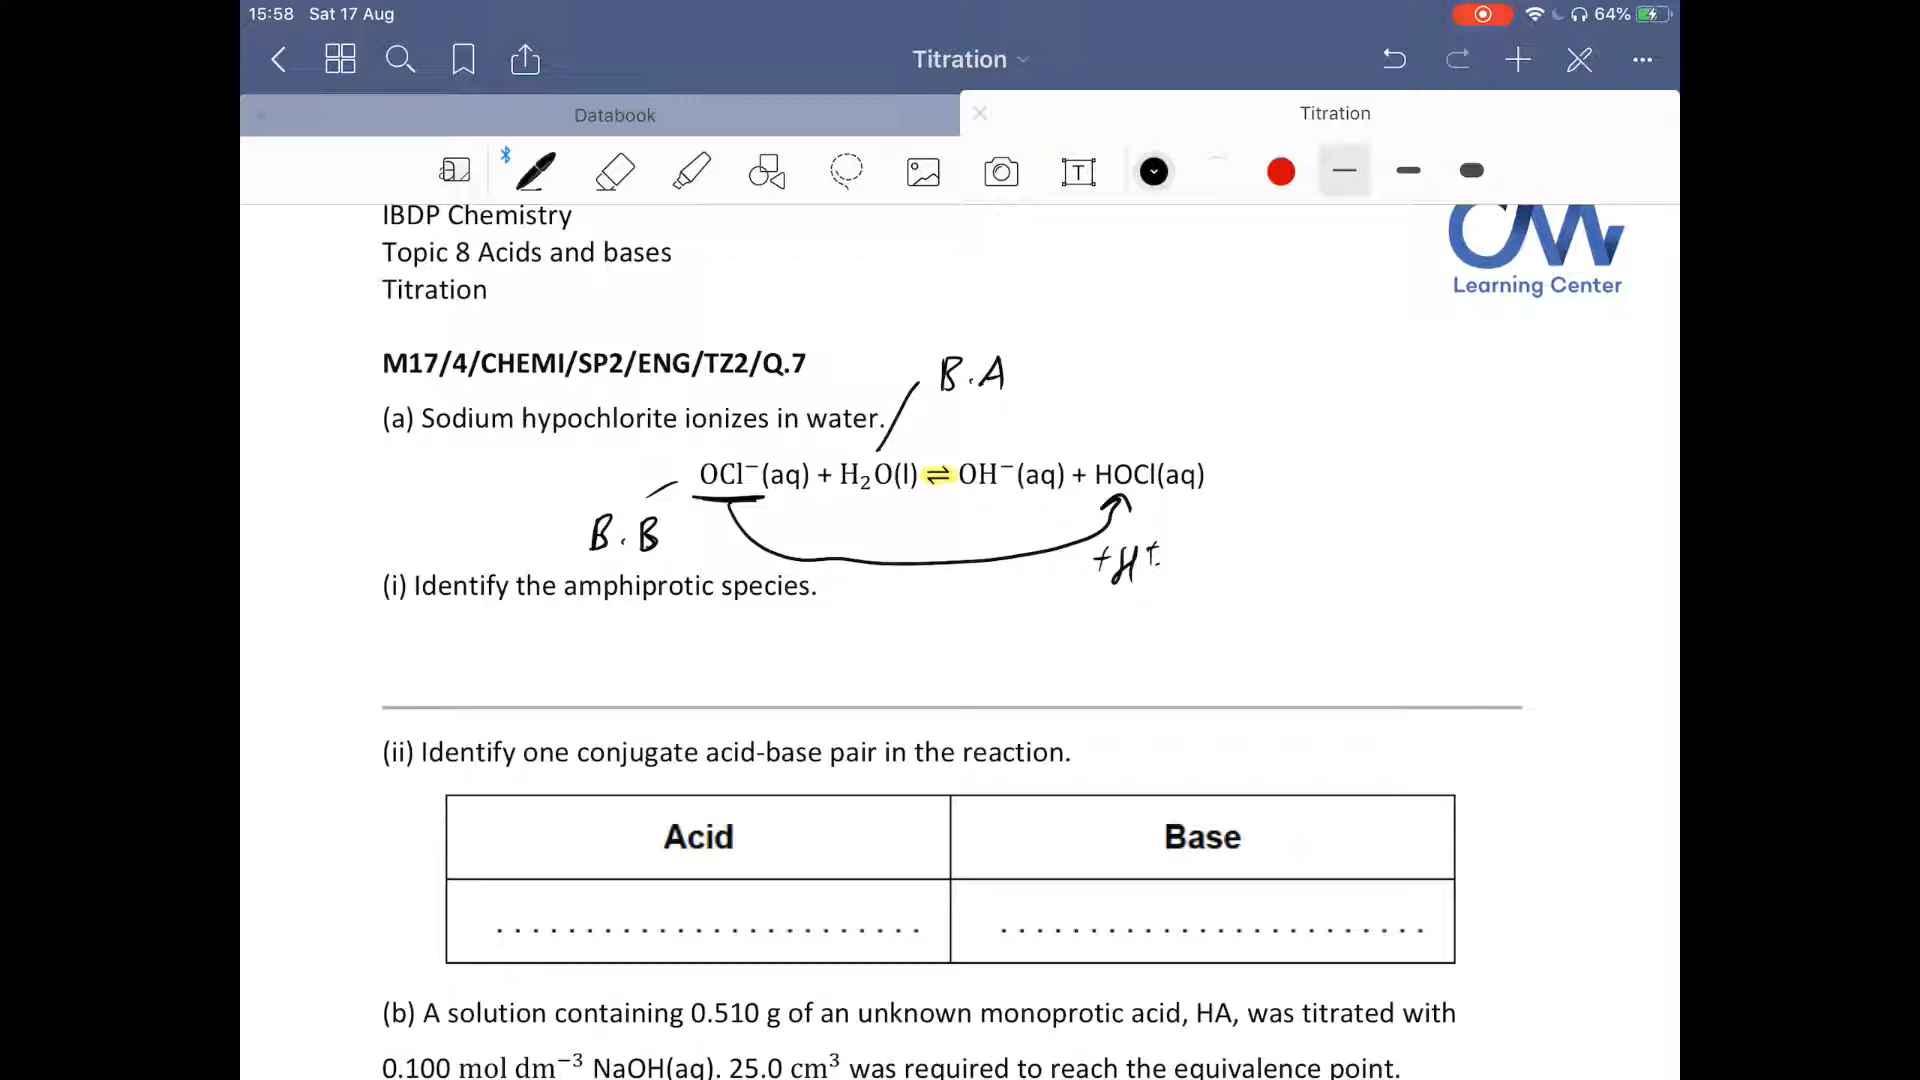 15:58 Sat 17 Aug 64%
Titration
Databook
Titration
T
IBDP Chemistry
Topic 8 Acids and bases
Titration
CMW
Learning Center
M17/4/CHEMI/SP2/ENG/TZ2/Q.7
B.A
(a) Sodium hypochlorite ionizes in water.
OCl⁻(aq) + H₂O(l) ⇌ OH⁻(aq) + HOCl(aq)
B.B
+H⁺
(i) Identify the amphiprotic species.
(ii) Identify one conjugate acid-base pair in the reaction.
Acid Base
........................ ........................
(b) A solution containing 0.510 g of an unknown monoprotic acid, HA, was titrated with
0.100 mol dm⁻³ NaOH(aq). 25.0 cm³ was required to reach the equivalence point.